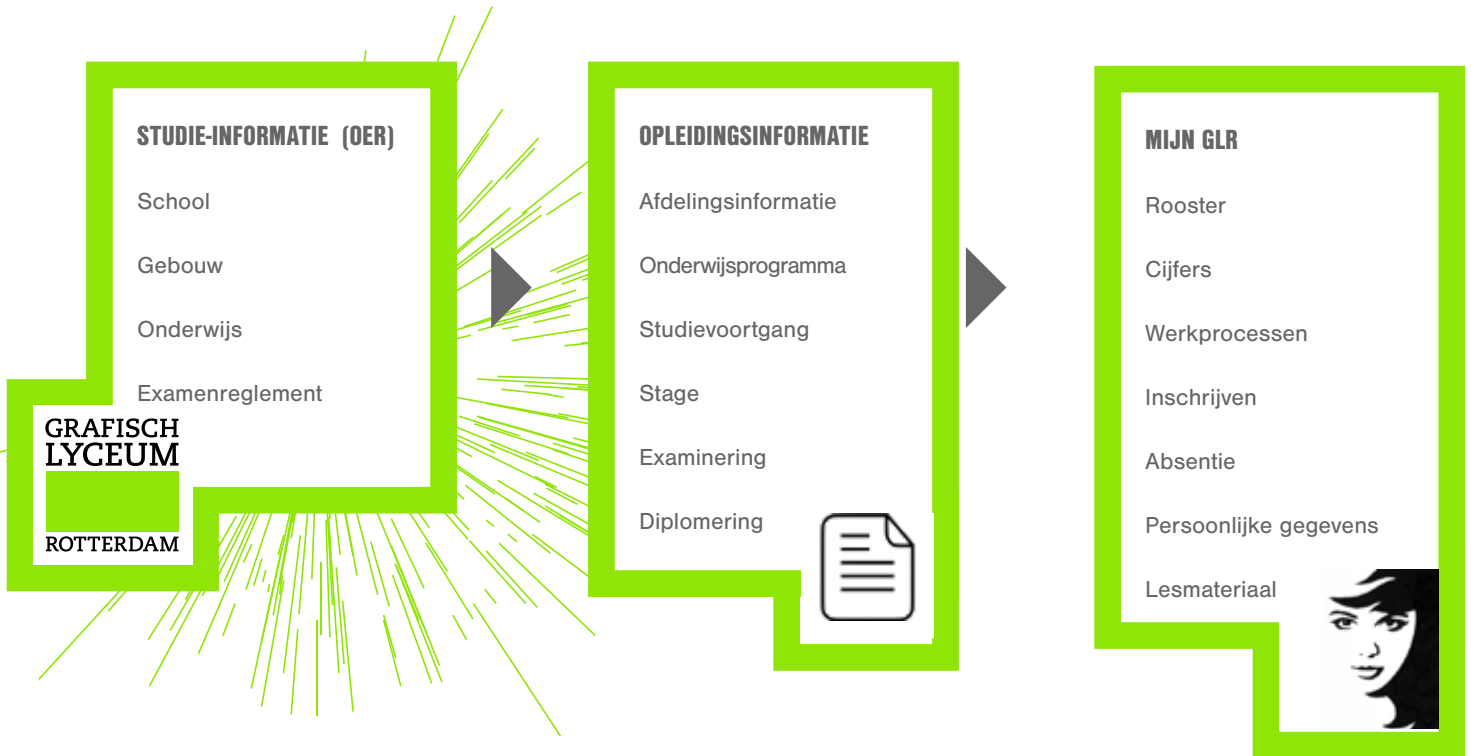 STUDIE-INFORMATIE (OER)
School
Gebouw
Onderwijs
Examenreglement
GRAFISCH
LYCEUM
ROTTERDAM
OPLEIDINGSINFORMATIE
Afdelingsinformatie
Onderwijsprogramma
Studievoortgang
Stage
Examinering
Diplomering
MIJN GLR
Rooster
Cijfers
Werkprocessen
Inschrijven
Absentie
Persoonlijke gegevens
Lesmateriaal